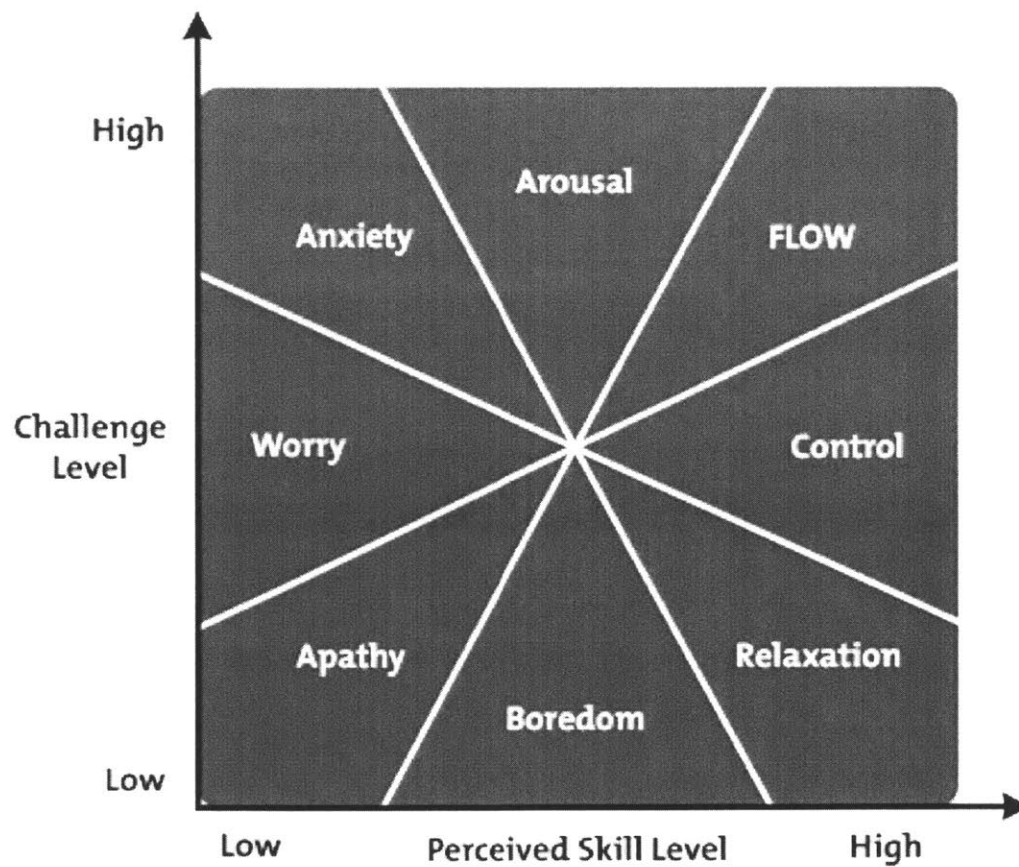 High
Arousal
Anxiety
FLOW
Challenge
Level
Worry
Control
Apathy
Relaxation
Boredom
Low
Low
Perceived Skill Level
High